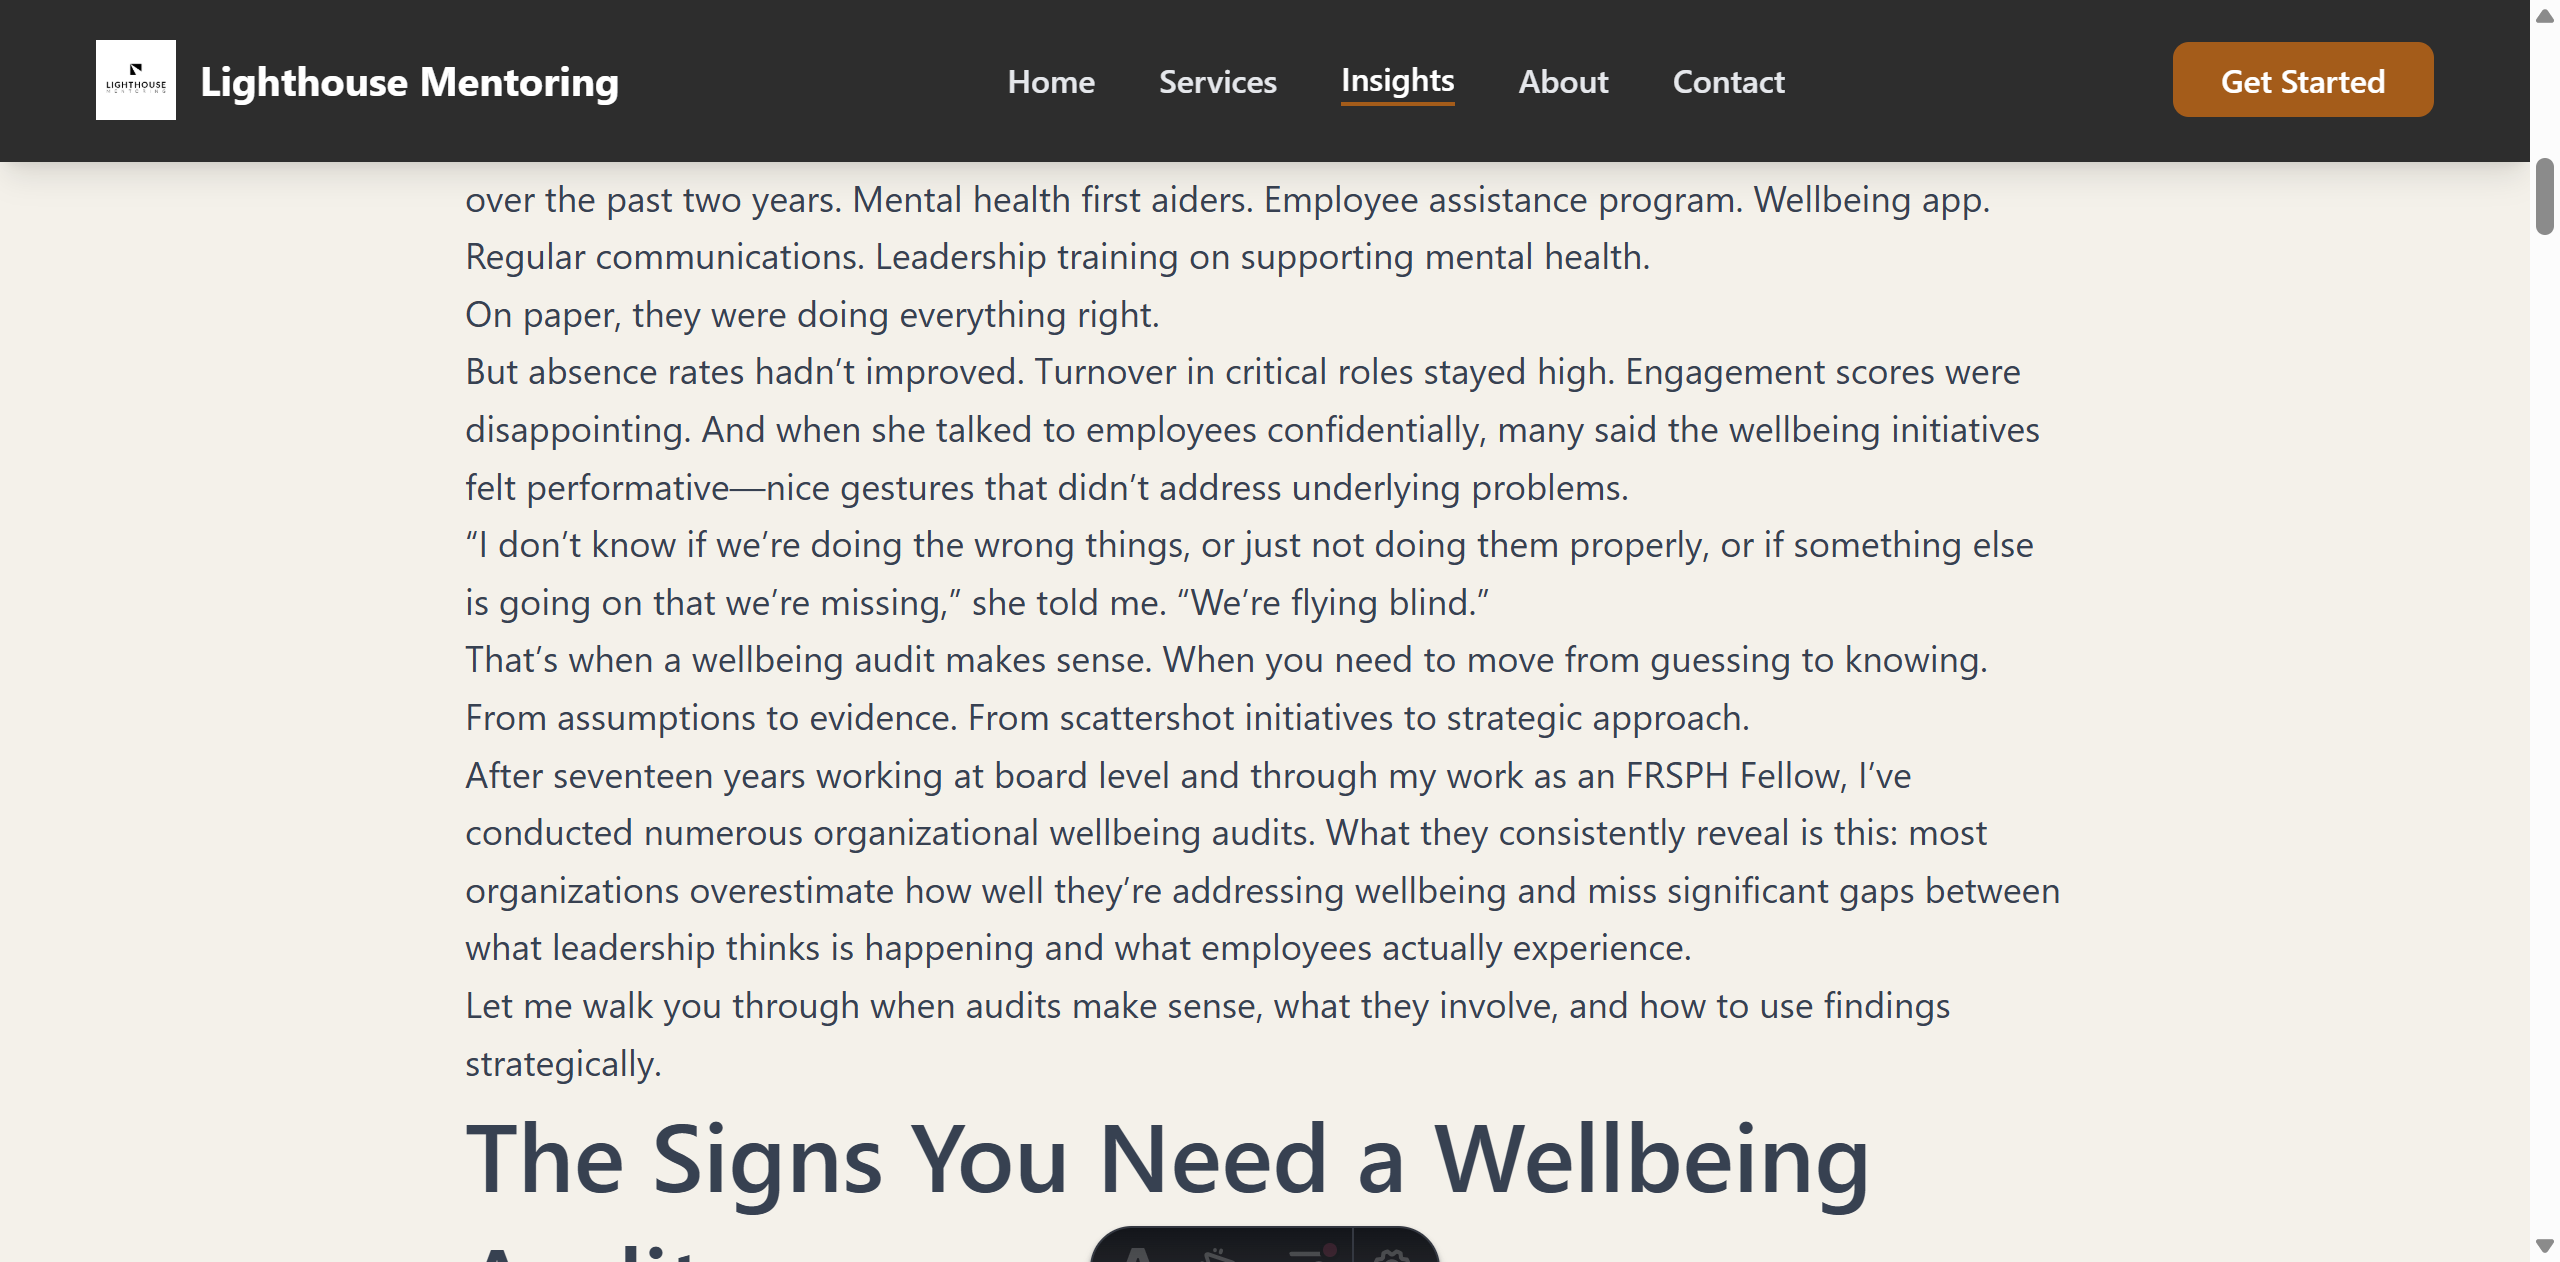 LIGHTHOUSE
MENTORING
Lighthouse Mentoring
Home
Services
Insights
About
Contact
Get Started
over the past two years. Mental health first aiders. Employee assistance program. Wellbeing app.
Regular communications. Leadership training on supporting mental health.
On paper, they were doing everything right.
But absence rates hadn’t improved. Turnover in critical roles stayed high. Engagement scores were
disappointing. And when she talked to employees confidentially, many said the wellbeing initiatives
felt performative—nice gestures that didn’t address underlying problems.
“I don’t know if we’re doing the wrong things, or just not doing them properly, or if something else
is going on that we’re missing,” she told me. “We’re flying blind.”
That’s when a wellbeing audit makes sense. When you need to move from guessing to knowing.
From assumptions to evidence. From scattershot initiatives to strategic approach.
After seventeen years working at board level and through my work as an FRSPH Fellow, I’ve
conducted numerous organizational wellbeing audits. What they consistently reveal is this: most
organizations overestimate how well they’re addressing wellbeing and miss significant gaps between
what leadership thinks is happening and what employees actually experience.
Let me walk you through when audits make sense, what they involve, and how to use findings
strategically.
The Signs You Need a Wellbeing
Audit